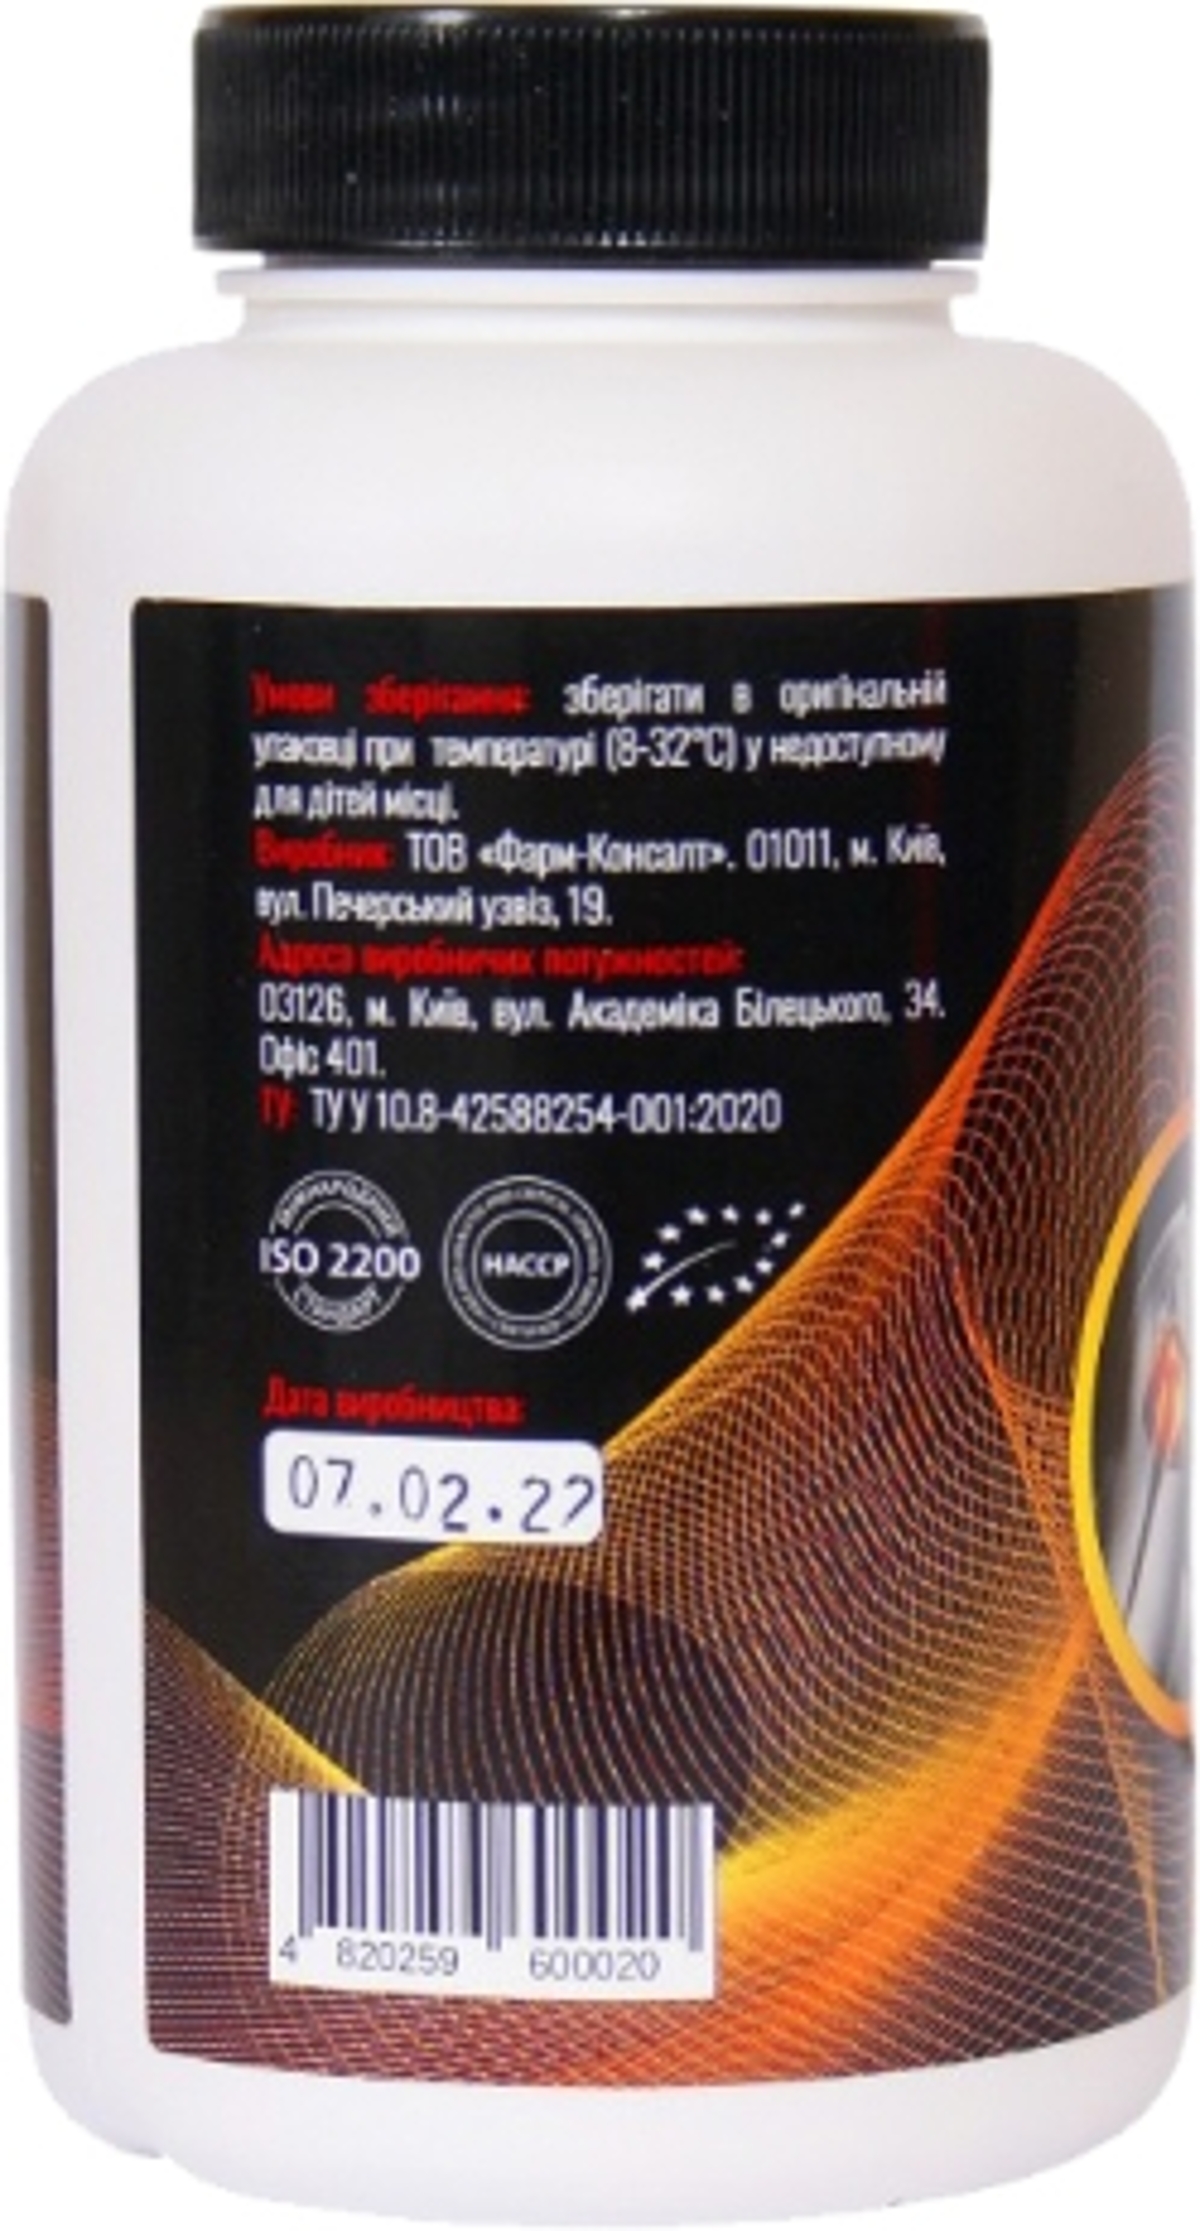 Умови зберігання: зберігати в оригінальній
упаковці при температурі (8-32°С) у недоступному
для дітей місці.
Виробник: ТОВ «Фарм-Консалт». 01011, м. Київ,
вул. Печерський узвіз, 19.
Адреса виробничих потужностей:
03126, м. Київ, вул. Академіка Білецького, 34.
Офіс 401.
ТУ: ТУ У 10.8-42588254-001:2020
МІЖНАРОДНИЙ
ISO 2200
СТАНДАРТ
HACCP
Дата виробництва:
07.02.22
4 820259 600020